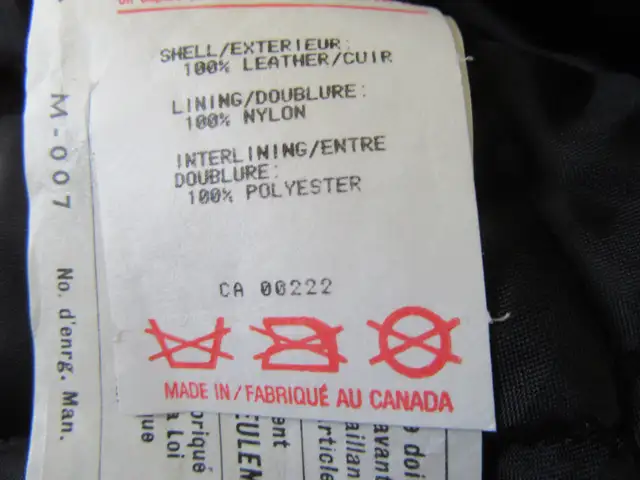 SHELL/EXTERIEUR:
100% LEATHER/CUIR
LINING/DOUBLURE:
100% NYLON
INTERLINING/ENTRE
DOUBLURE:
100% POLYESTER
CA 00222
MADE IN/FABRIQUÉ AU CANADA
M-007
No. d'enrg. Man.